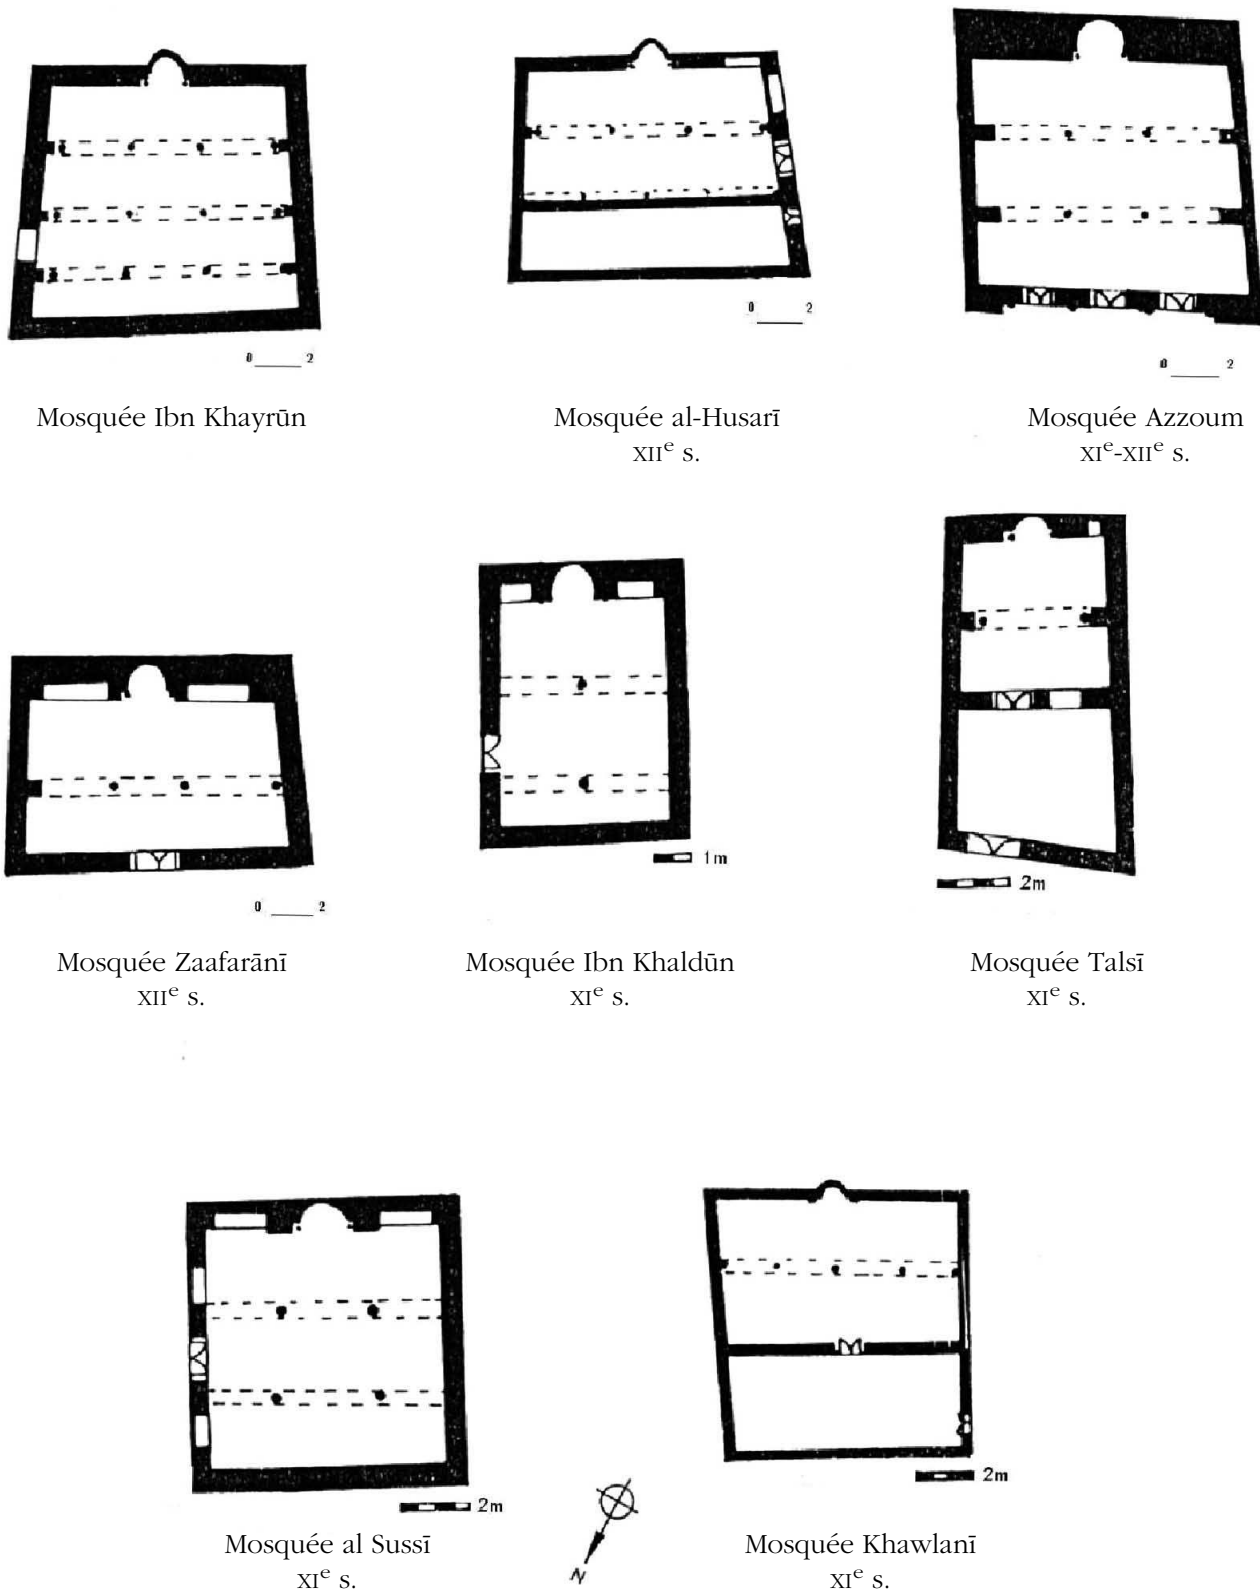 0 2
0 2
0 2
Mosquée Ibn Khayrūn
Mosquée al-Husarī
XIIe s.
Mosquée Azzoum
XIe-XIIe s.
0 2
1m
2m
Mosquée Zaafarānī
XIIe s.
Mosquée Ibn Khaldūn
XIe s.
Mosquée Talsī
XIe s.
2m
2m
N
Mosquée al Sussī
XIe s.
Mosquée Khawlanī
XIe s.